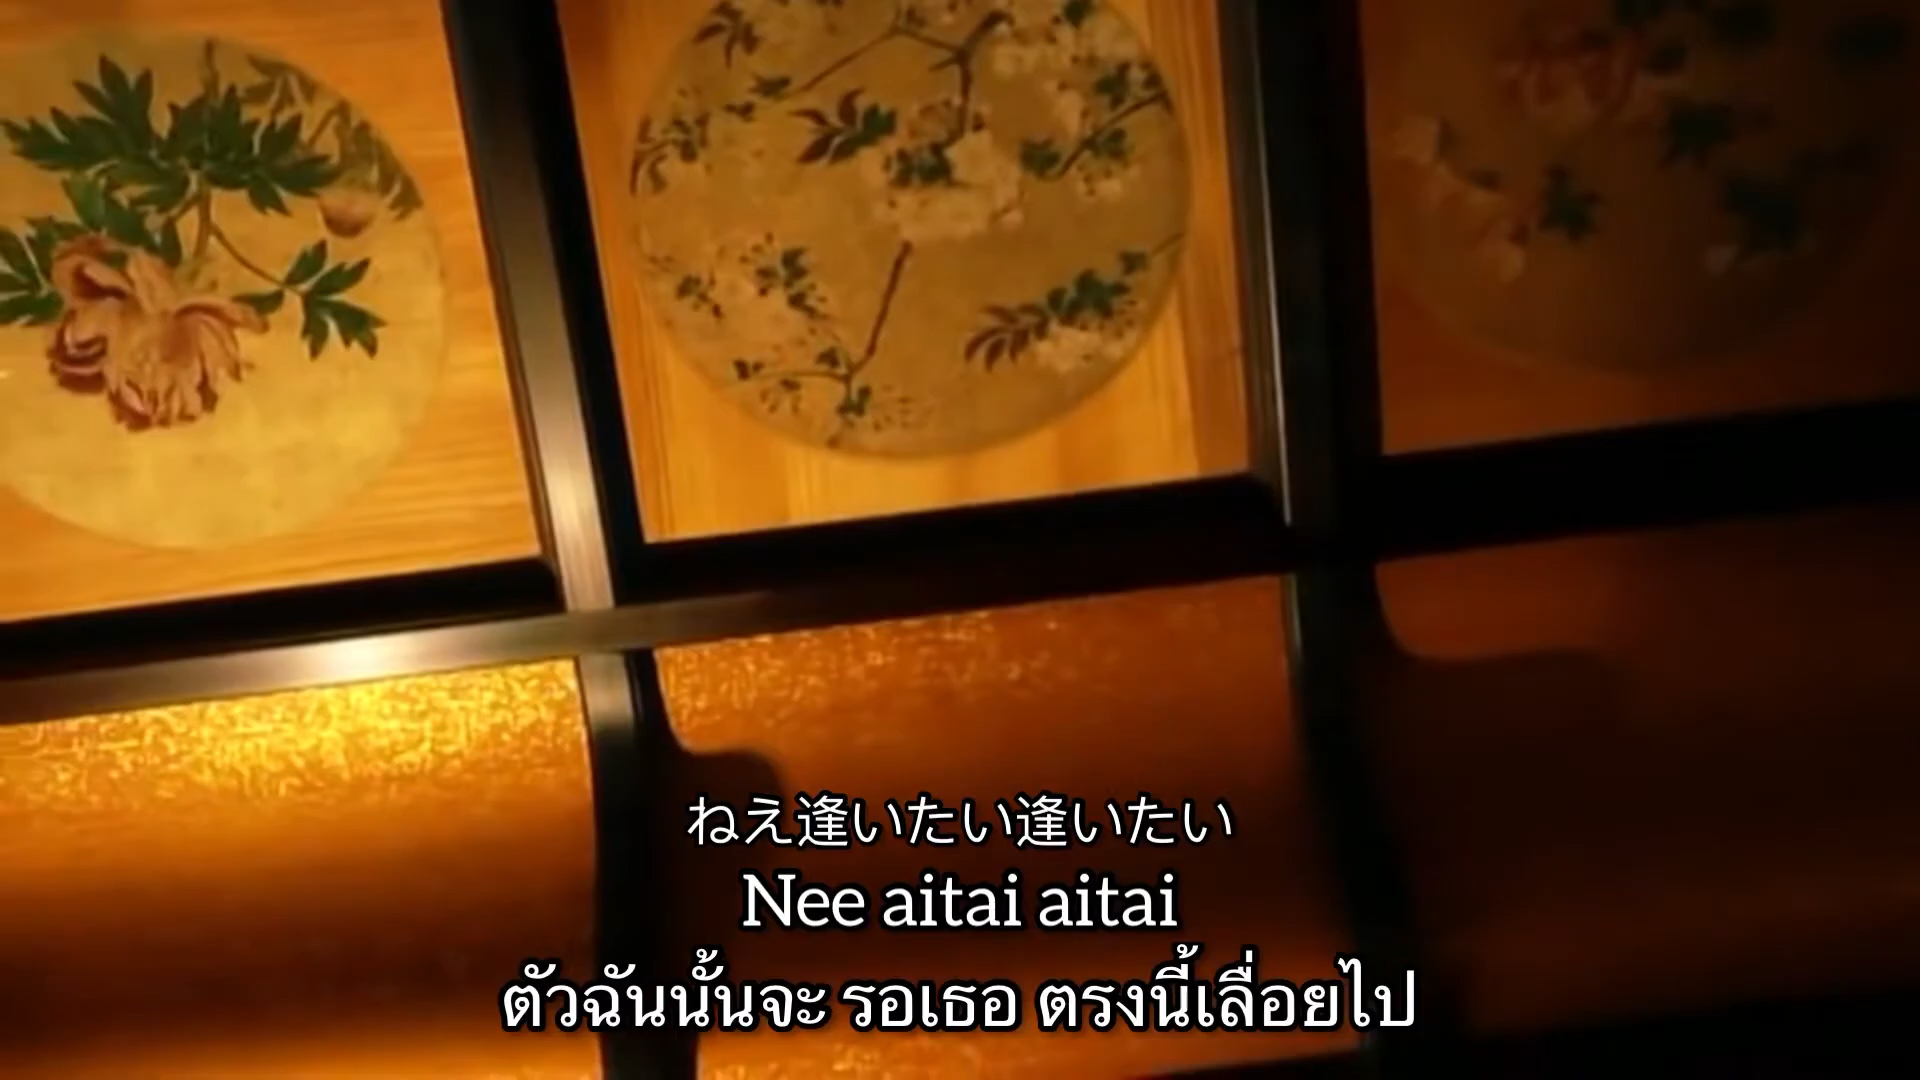 ねえ逢いたい逢いたい
Nee aitai aitai
ตัวฉันนั้นจะ รอเธอ ตรงนี้เลื่อยไป